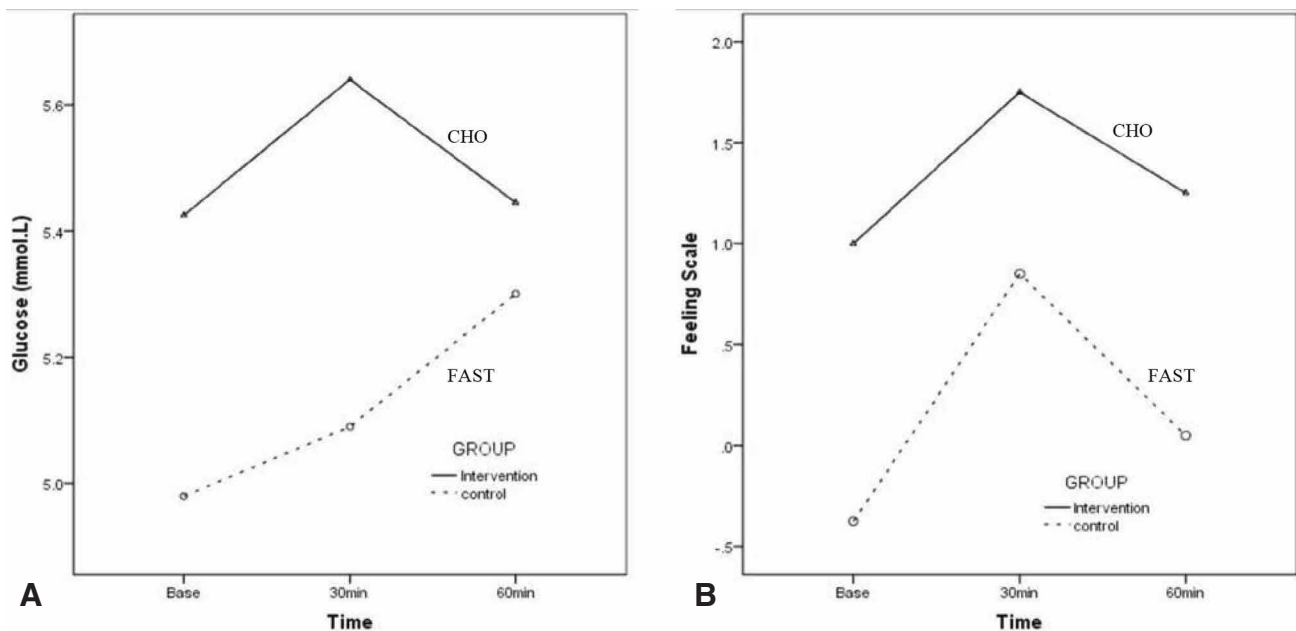 5.6
5.4
5.2
5.0
Glucose (mmol.L)
CHO
FAST
GROUP
Intervention
control
Base
30min
60min
Time
A
2.0
1.5
1.0
.5
.0
-.5
Feeling Scale
CHO
FAST
GROUP
Intervention
control
Base
30min
60min
Time
B